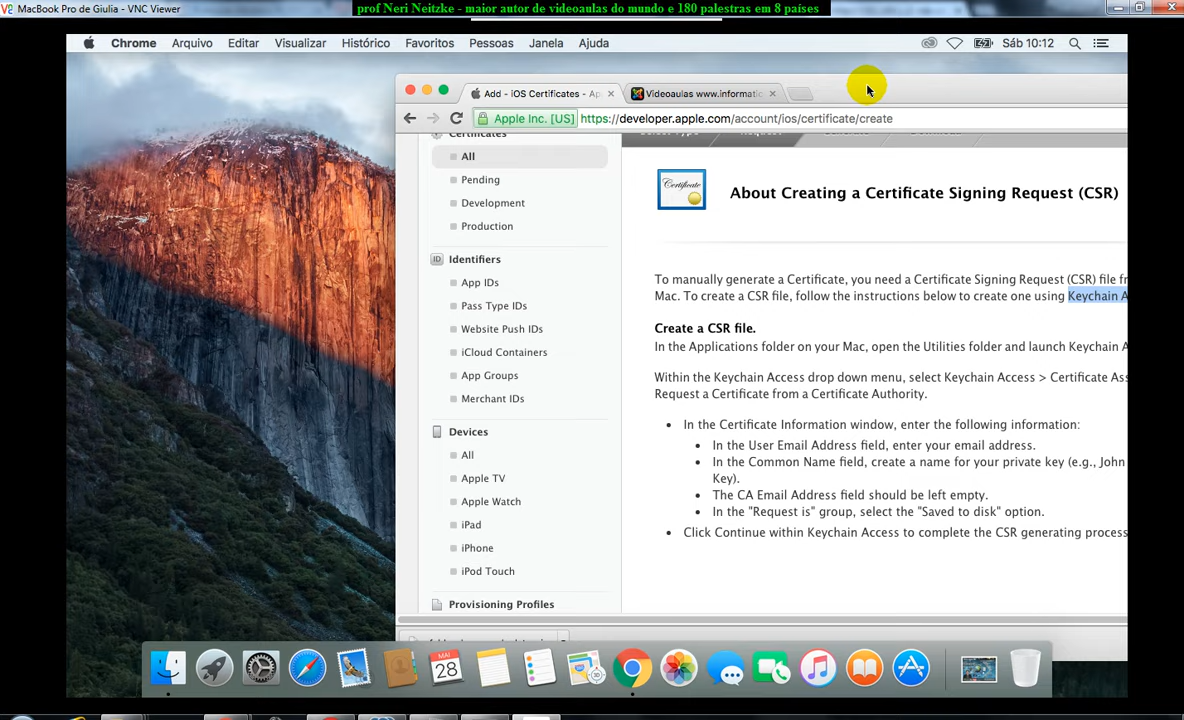 MacBook Pro de Giulia - VNC Viewer
prof Neri Neitzke - maior autor de videoaulas do mundo e 180 palestras em 8 países
Chrome Arquivo Editar Visualizar Histórico Favoritos Pessoas Janela Ajuda Sáb 10:12
Add - iOS Certificates - Ap
Videoaulas www.informatic
Apple Inc. [US] https://developer.apple.com/account/ios/certificate/create
Certificates
All
Pending
Development
Production
Identifiers
App IDs
Pass Type IDs
Website Push IDs
iCloud Containers
App Groups
Merchant IDs
Devices
All
Apple TV
Apple Watch
iPad
iPhone
iPod Touch
Provisioning Profiles
Certificate
About Creating a Certificate Signing Request (CSR)
To manually generate a Certificate, you need a Certificate Signing Request (CSR) file fr
Mac. To create a CSR file, follow the instructions below to create one using Keychain A
Create a CSR file.
In the Applications folder on your Mac, open the Utilities folder and launch Keychain A
Within the Keychain Access drop down menu, select Keychain Access > Certificate Ass
Request a Certificate from a Certificate Authority.
In the Certificate Information window, enter the following information:
In the User Email Address field, enter your email address.
In the Common Name field, create a name for your private key (e.g., John
Key).
The CA Email Address field should be left empty.
In the "Request is" group, select the "Saved to disk" option.
Click Continue within Keychain Access to complete the CSR generating process
MAI
28